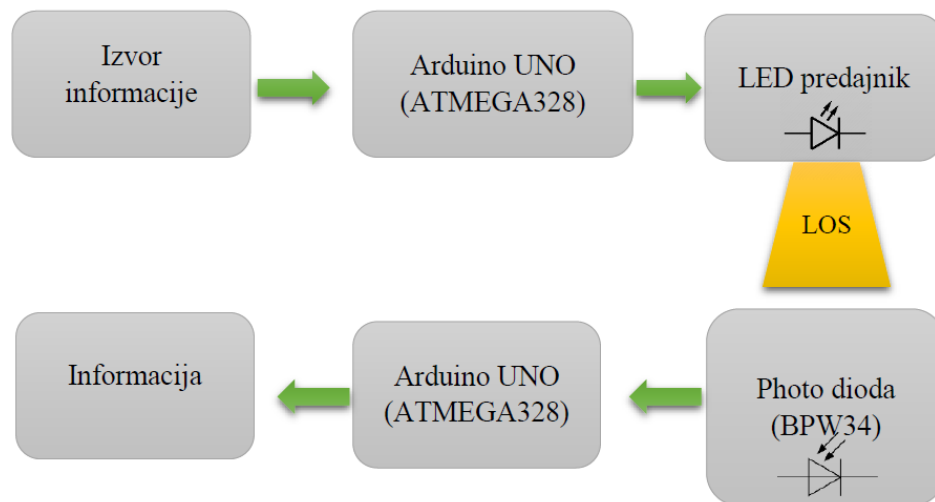 Izvor
informacije
Arduino UNO
(ATMEGA328)
LED predajnik
LOS
Informacija
Arduino UNO
(ATMEGA328)
Photo dioda
(BPW34)